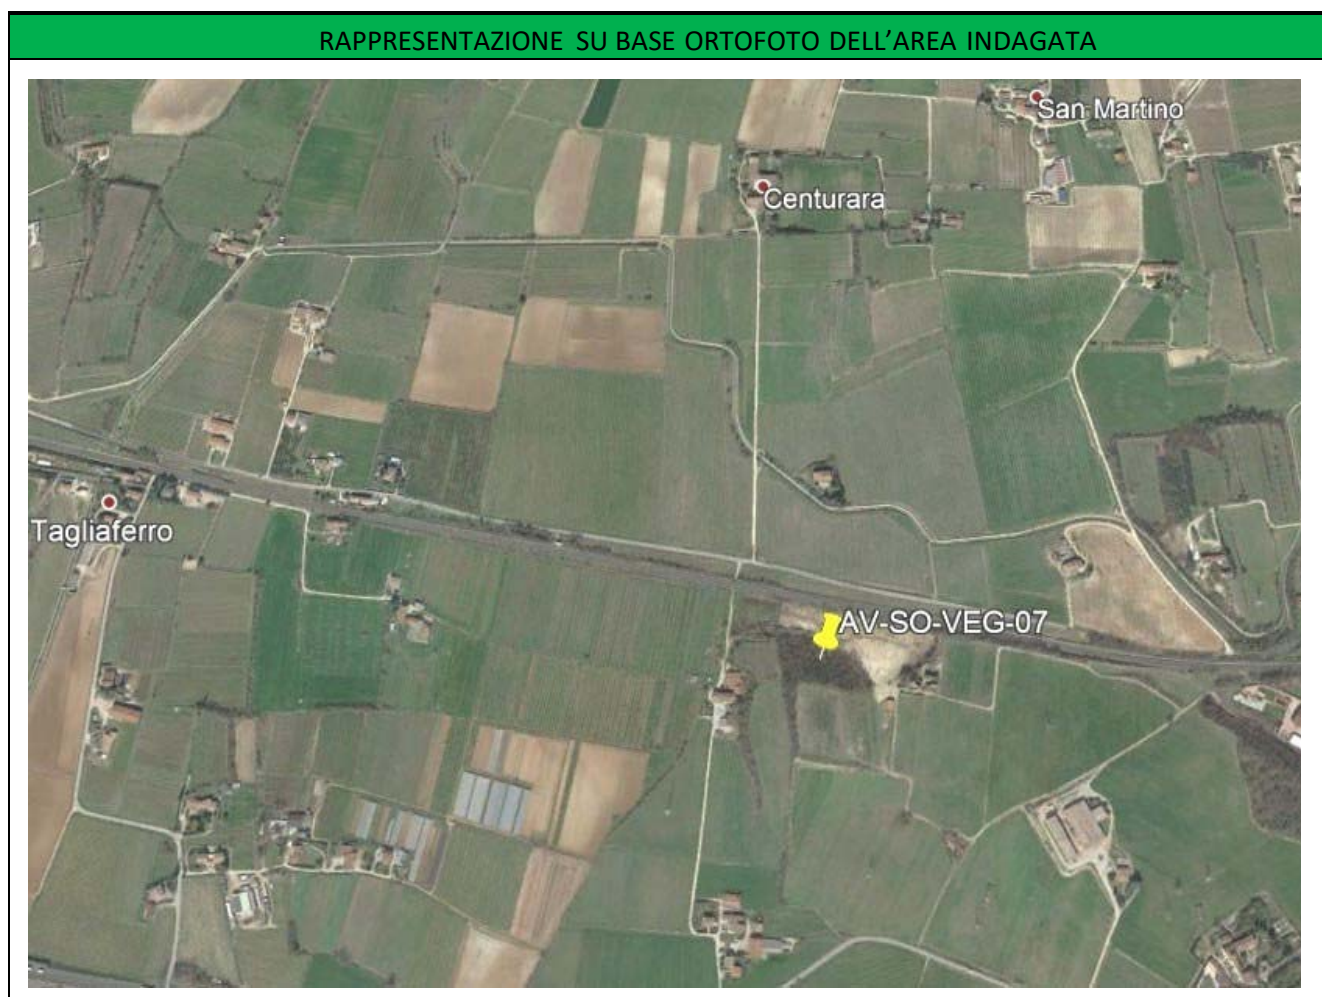 RAPPRESENTAZIONE SU BASE ORTOFOTO DELL’AREA INDAGATA
San Martino
Centurara
Tagliaferro
AV-SO-VEG-07